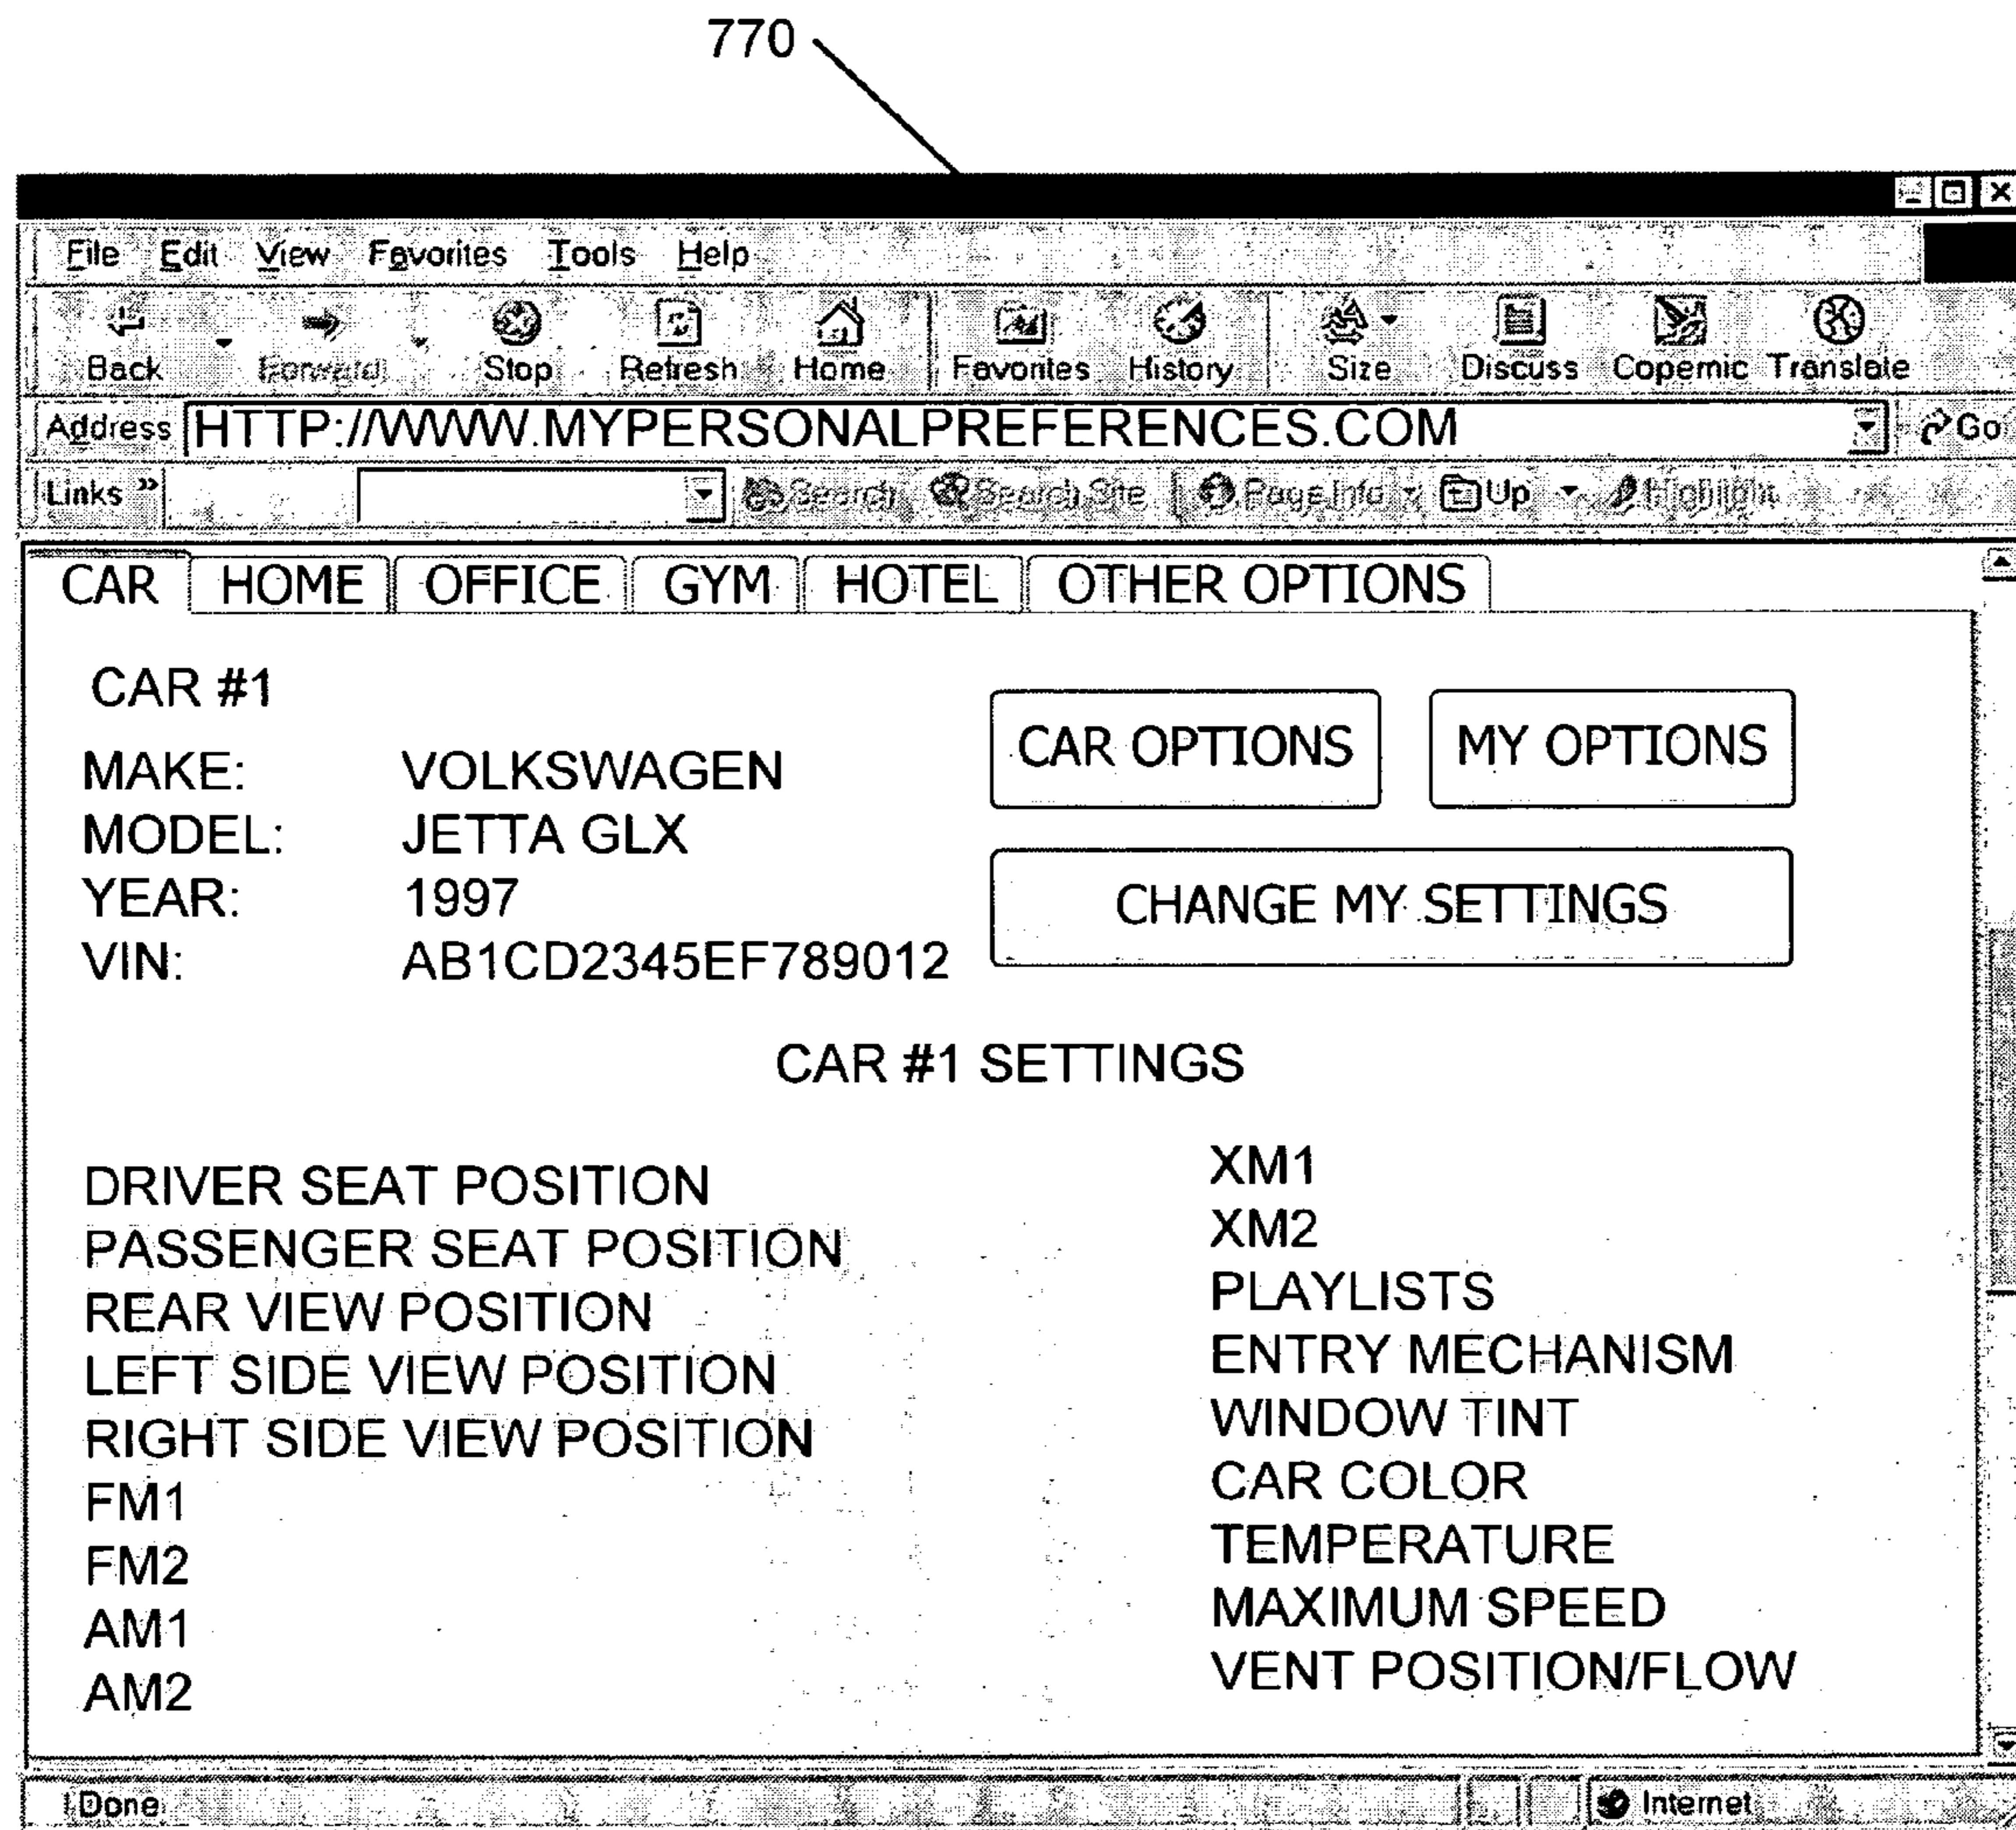 770
File Edit View Favorites Tools Help
Back Forward Stop Refresh Home Favorites History Size Discuss Copernic Translate
Address HTTP://WWW.MYPERSONALPREFERENCES.COM Go
Links » Search Search Site Page Info Up Highlight
CAR HOME OFFICE GYM HOTEL OTHER OPTIONS
CAR #1
CAR OPTIONS MY OPTIONS
MAKE: VOLKSWAGEN
MODEL: JETTA GLX
YEAR: 1997
CHANGE MY SETTINGS
VIN: AB1CD2345EF789012
CAR #1 SETTINGS
DRIVER SEAT POSITION
PASSENGER SEAT POSITION
REAR VIEW POSITION
LEFT SIDE VIEW POSITION
RIGHT SIDE VIEW POSITION
FM1
FM2
AM1
AM2
XM1
XM2
PLAYLISTS
ENTRY MECHANISM
WINDOW TINT
CAR COLOR
TEMPERATURE
MAXIMUM SPEED
VENT POSITION/FLOW
Done Internet